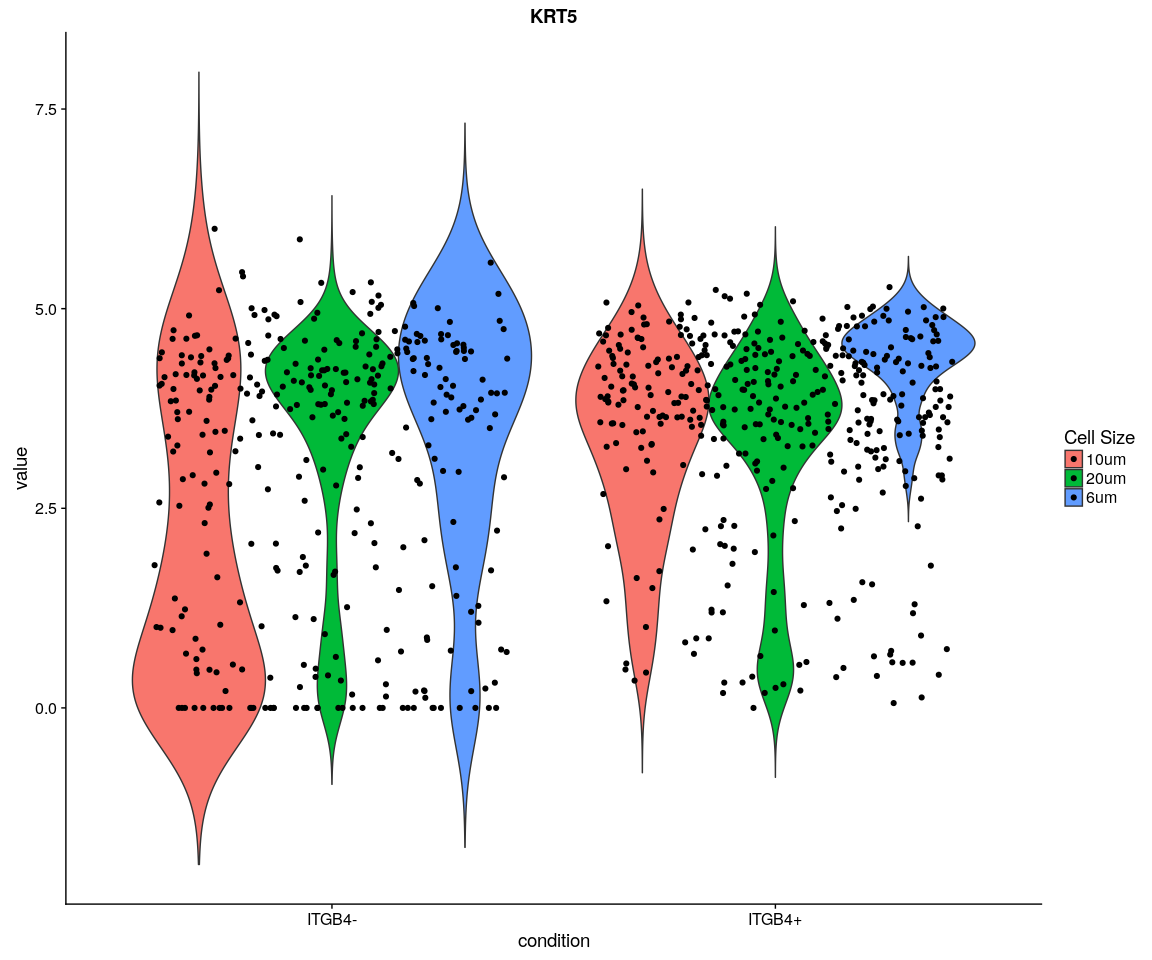 KRT5
7.5
5.0
2.5
0.0
value
ITGB4-
ITGB4+
condition
Cell Size
10um
20um
6um